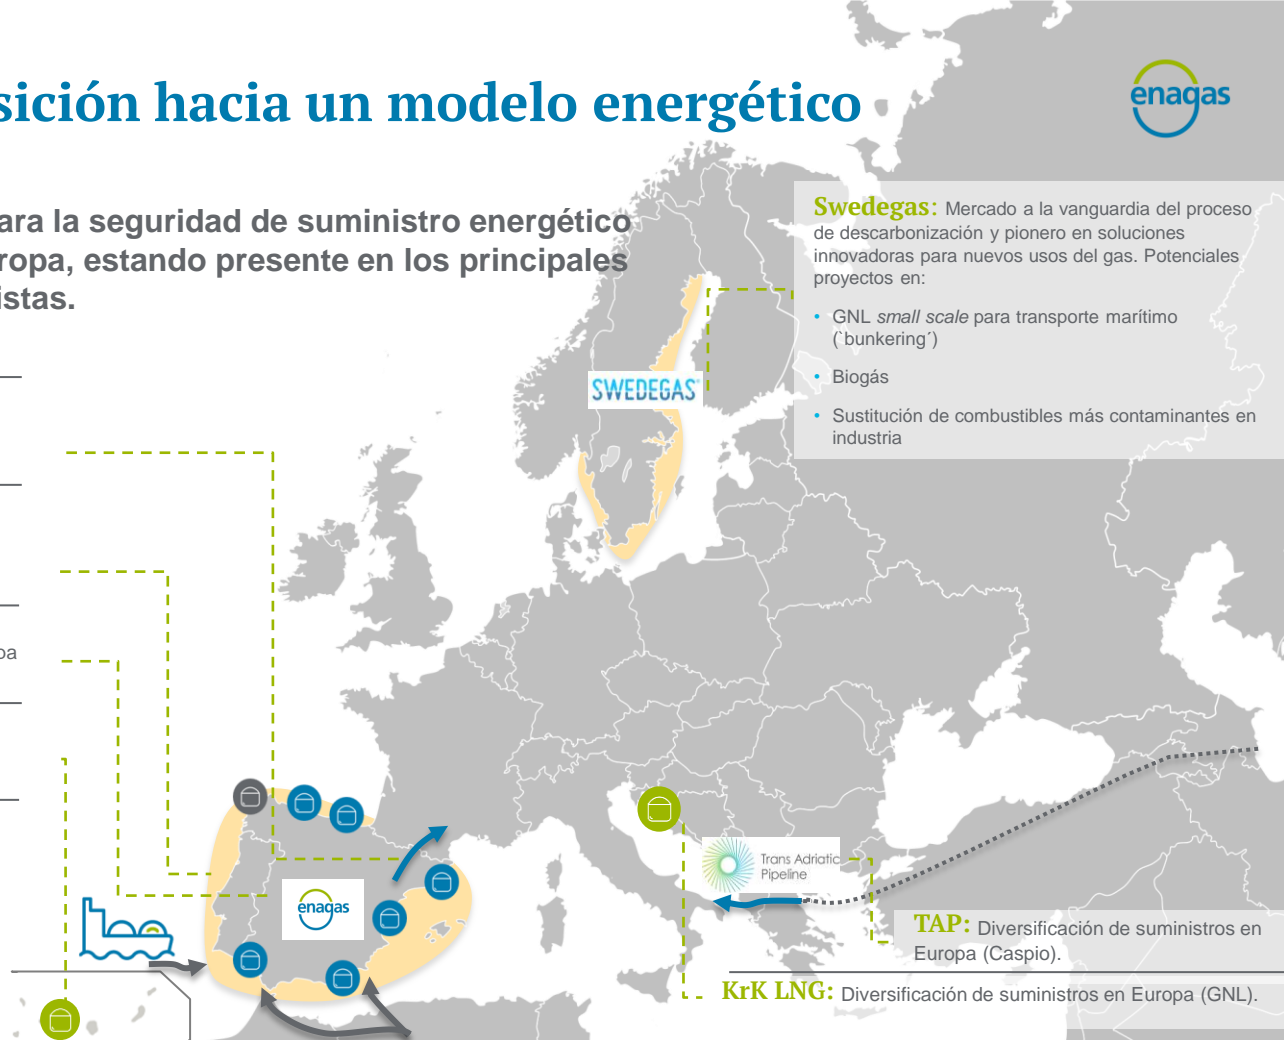 sición hacia un modelo energético
enagas
ara la seguridad de suministro energético
ropa, estando presente en los principales
istas.
Swedegas: Mercado a la vanguardia del proceso
de descarbonización y pionero en soluciones
innovadoras para nuevos usos del gas. Potenciales
proyectos en:
• GNL small scale para transporte marítimo
(`bunkering´)
• Biogás
• Sustitución de combustibles más contaminantes en
industria
SWEDEGAS
pa
Trans Adriatic
Pipeline
enagas
TAP: Diversificación de suministros en
Europa (Caspio).
KrK LNG: Diversificación de suministros en Europa (GNL).